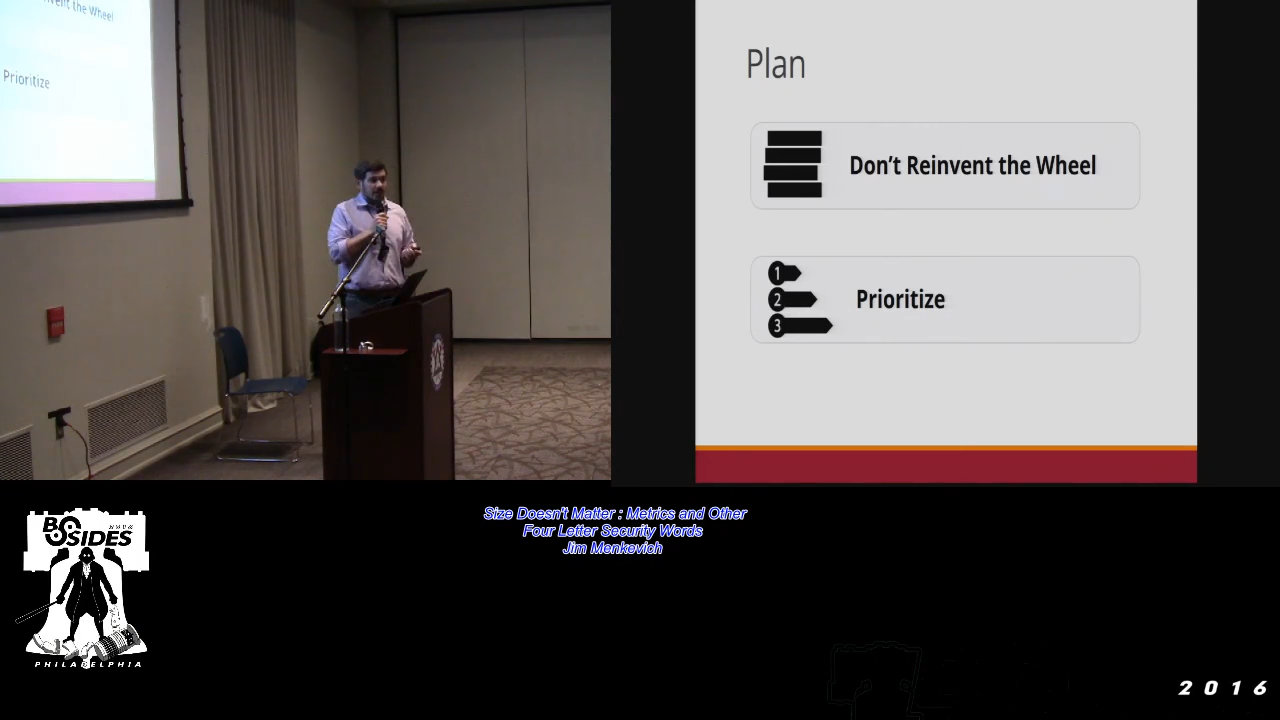 vent the Wheel
Prioritize
Plan
Don't Reinvent the Wheel
1
2
3
Prioritize
BSIDES
PHILADELPHIA
Size Doesn't Matter : Metrics and Other
Four Letter Security Words
Jim Menkevich
2016